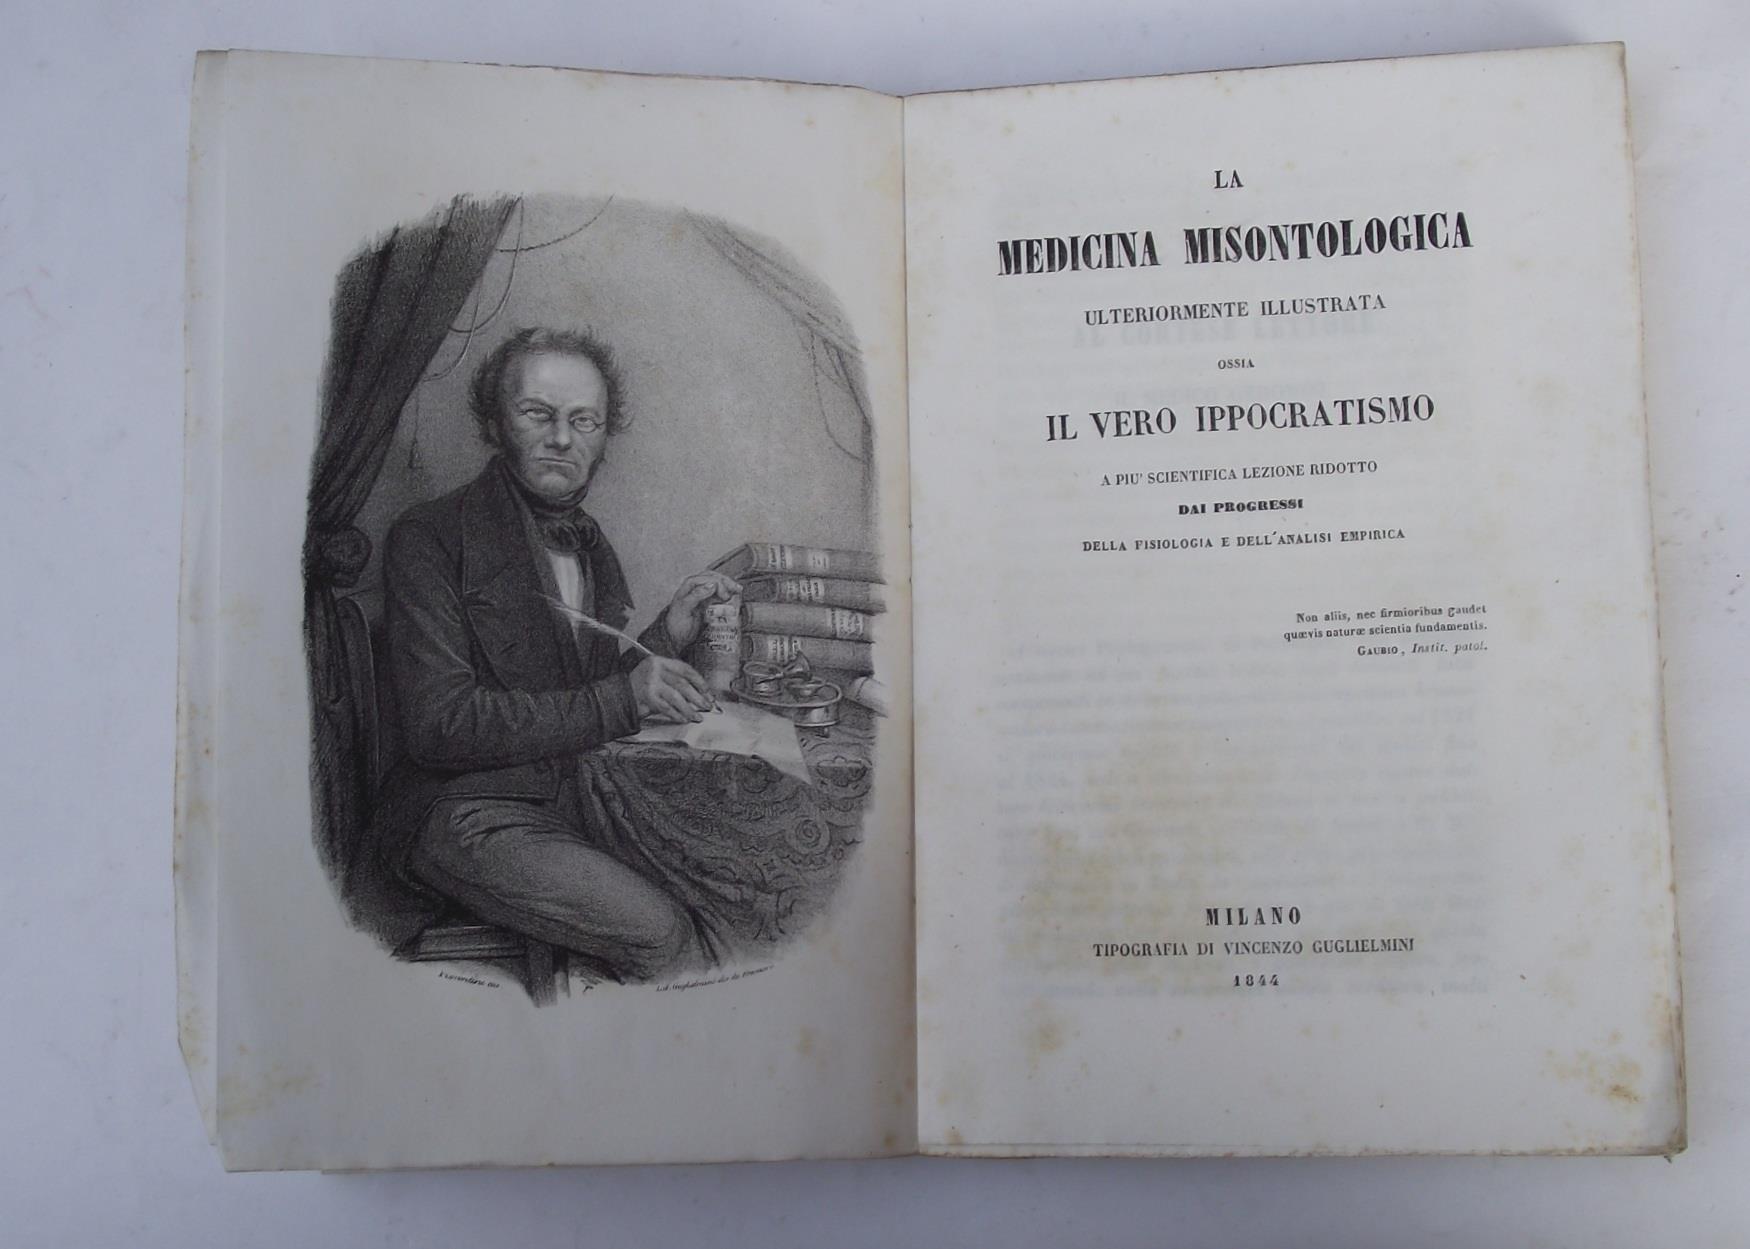 LA
MEDICINA MISONTOLOGICA
ULTERIORMENTE ILLUSTRATA
OSSIA
IL VERO IPPOCRATISMO
A PIU' SCIENTIFICA LEZIONE RIDOTTO
DAI PROGRESSI
DELLA FISIOLOGIA E DELL'ANALISI EMPIRICA
Non aliis, nec firmioribus gaudet
quævis naturæ scientia fundamentis.
GAUBIO, Instit. patol.
MILANO
TIPOGRAFIA DI VINCENZO GUGLIELMINI
1844